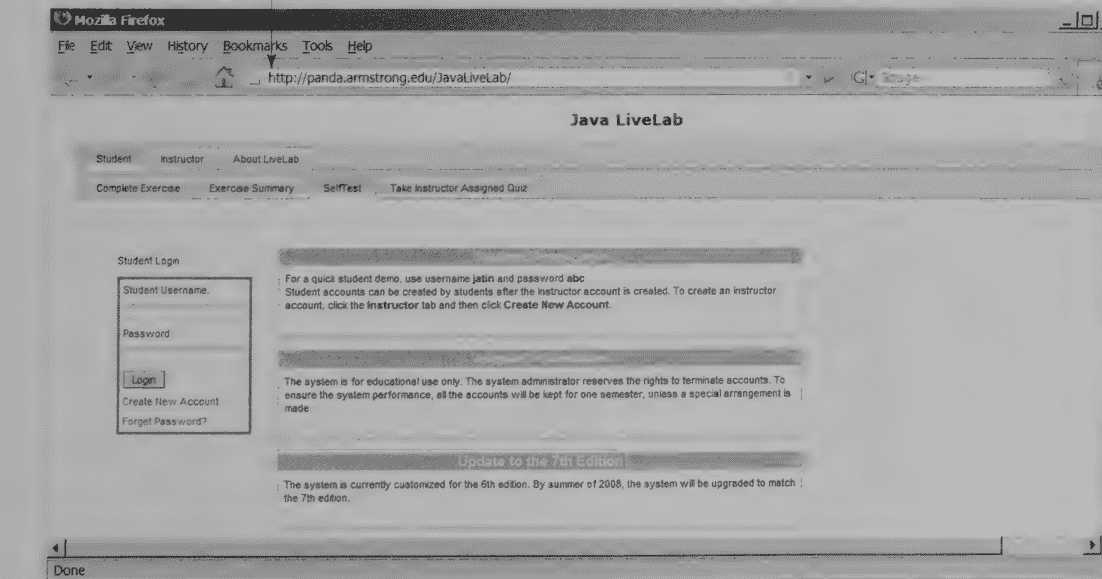 Mozilla Firefox
File Edit View History Bookmarks Tools Help
http://panda.armstrong.edu/JavaLiveLab/
Java LiveLab
Student Instructor About LiveLab
Complete Exercise Exercise Summary SelfTest Take Instructor Assigned Quiz
Student Login
Student Username
Password
Login
Create New Account
Forget Password?
For a quick student demo, use username jatin and password abc
Student accounts can be created by students after the instructor account is created. To create an instructor
account, click the Instructor tab and then click Create New Account.
The system is for educational use only. The system administrator reserves the rights to terminate accounts. To
ensure the system performance, all the accounts will be kept for one semester, unless a special arrangement is
made
Update to the 7th Edition
The system is currently customized for the 6th edition. By summer of 2008, the system will be upgraded to match
the 7th edition.
Done